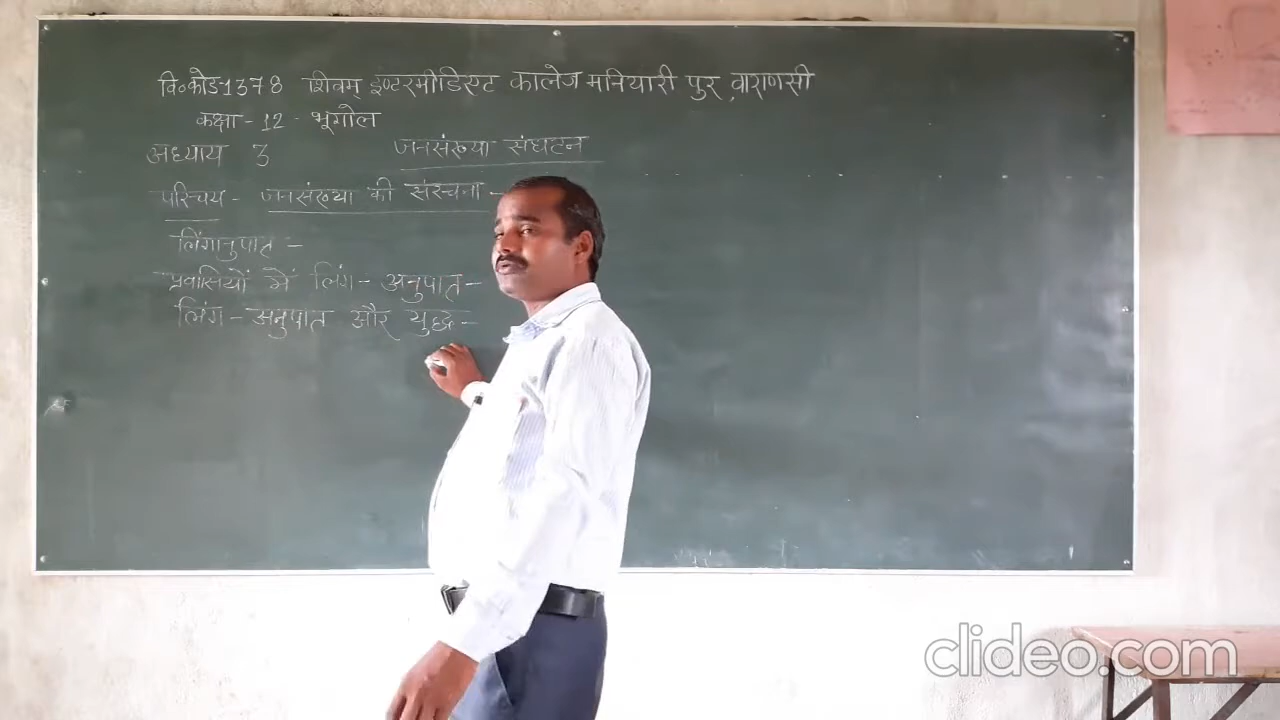 वि०कोड-1378 शिवम् इण्टरमीडिएट कालेज मनियारी पुर, वाराणसी
कक्षा - 12 - भूगोल
अध्याय 3 जनसंख्या संघटन
परिचय - जनसंख्या की संरचना -
लिंगानुपात -
प्रवासियों में लिंग - अनुपात -
लिंग - अनुपात और युद्ध -
clideo.com